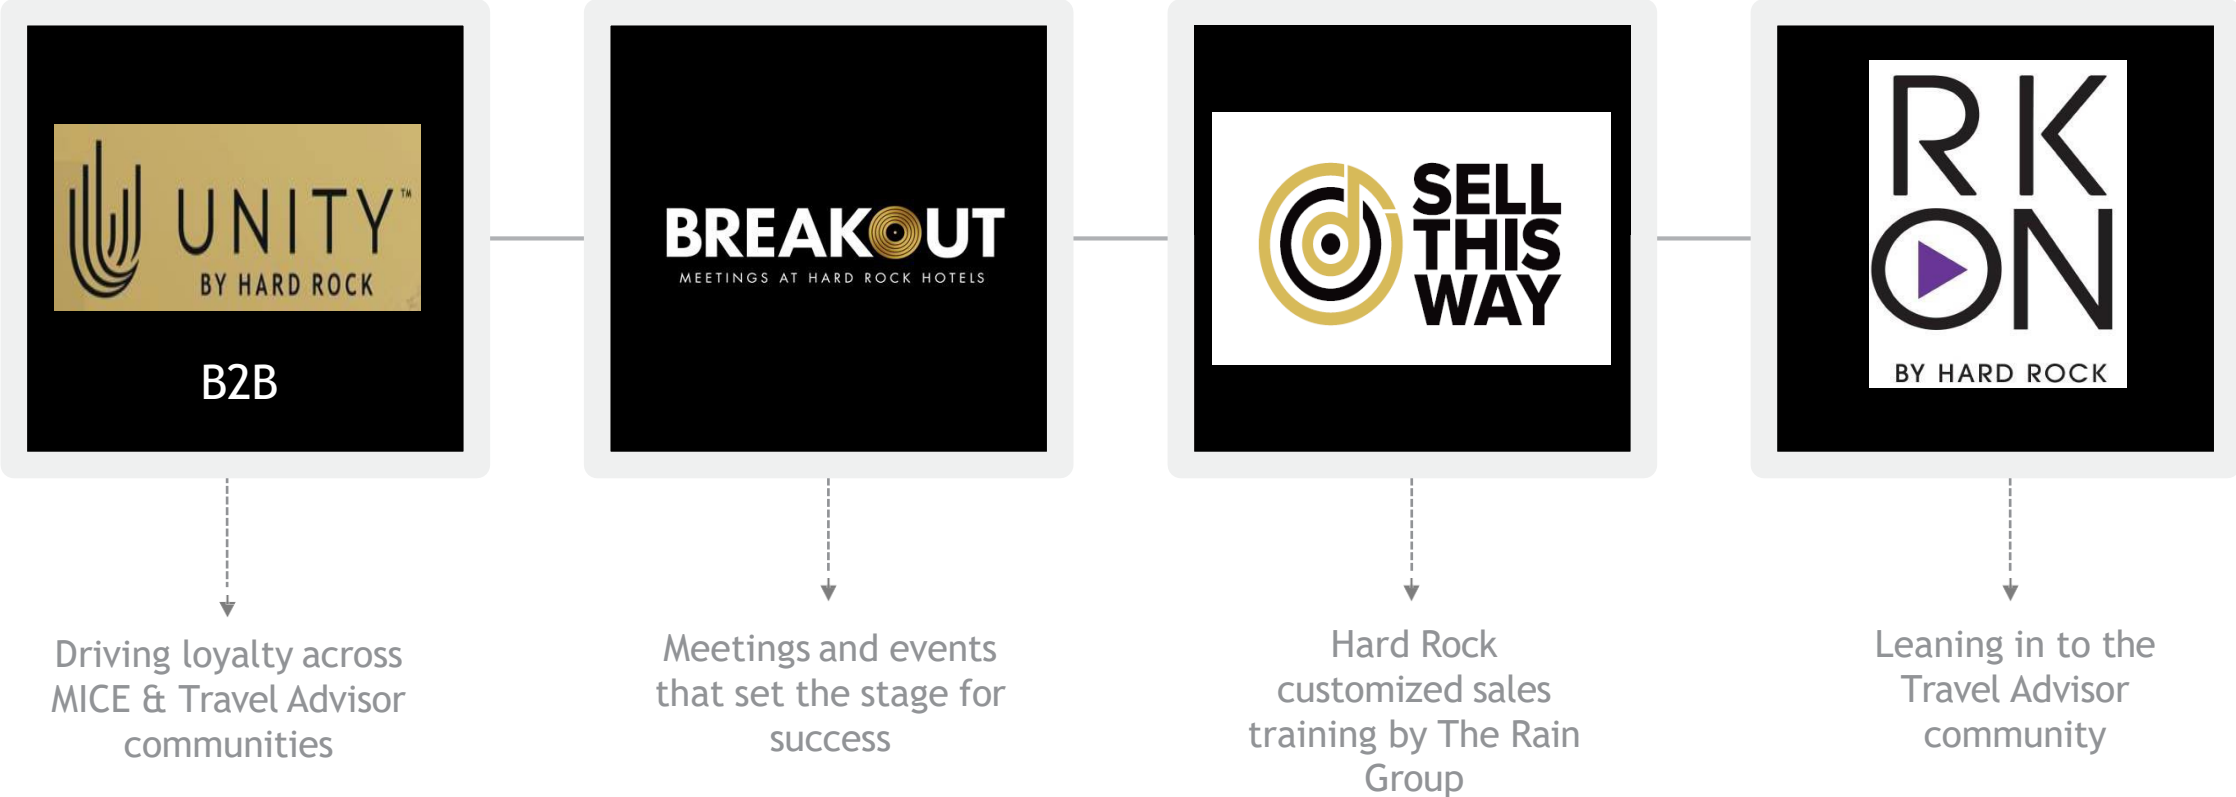 UNITY™
BY HARD ROCK
B2B
BREAKOUT
MEETINGS AT HARD ROCK HOTELS
SELL
THIS
WAY
RK
ON
BY HARD ROCK
Driving loyalty across
MICE & Travel Advisor
communities
Meetings and events
that set the stage for
success
Hard Rock
customized sales
training by The Rain
Group
Leaning in to the
Travel Advisor
community